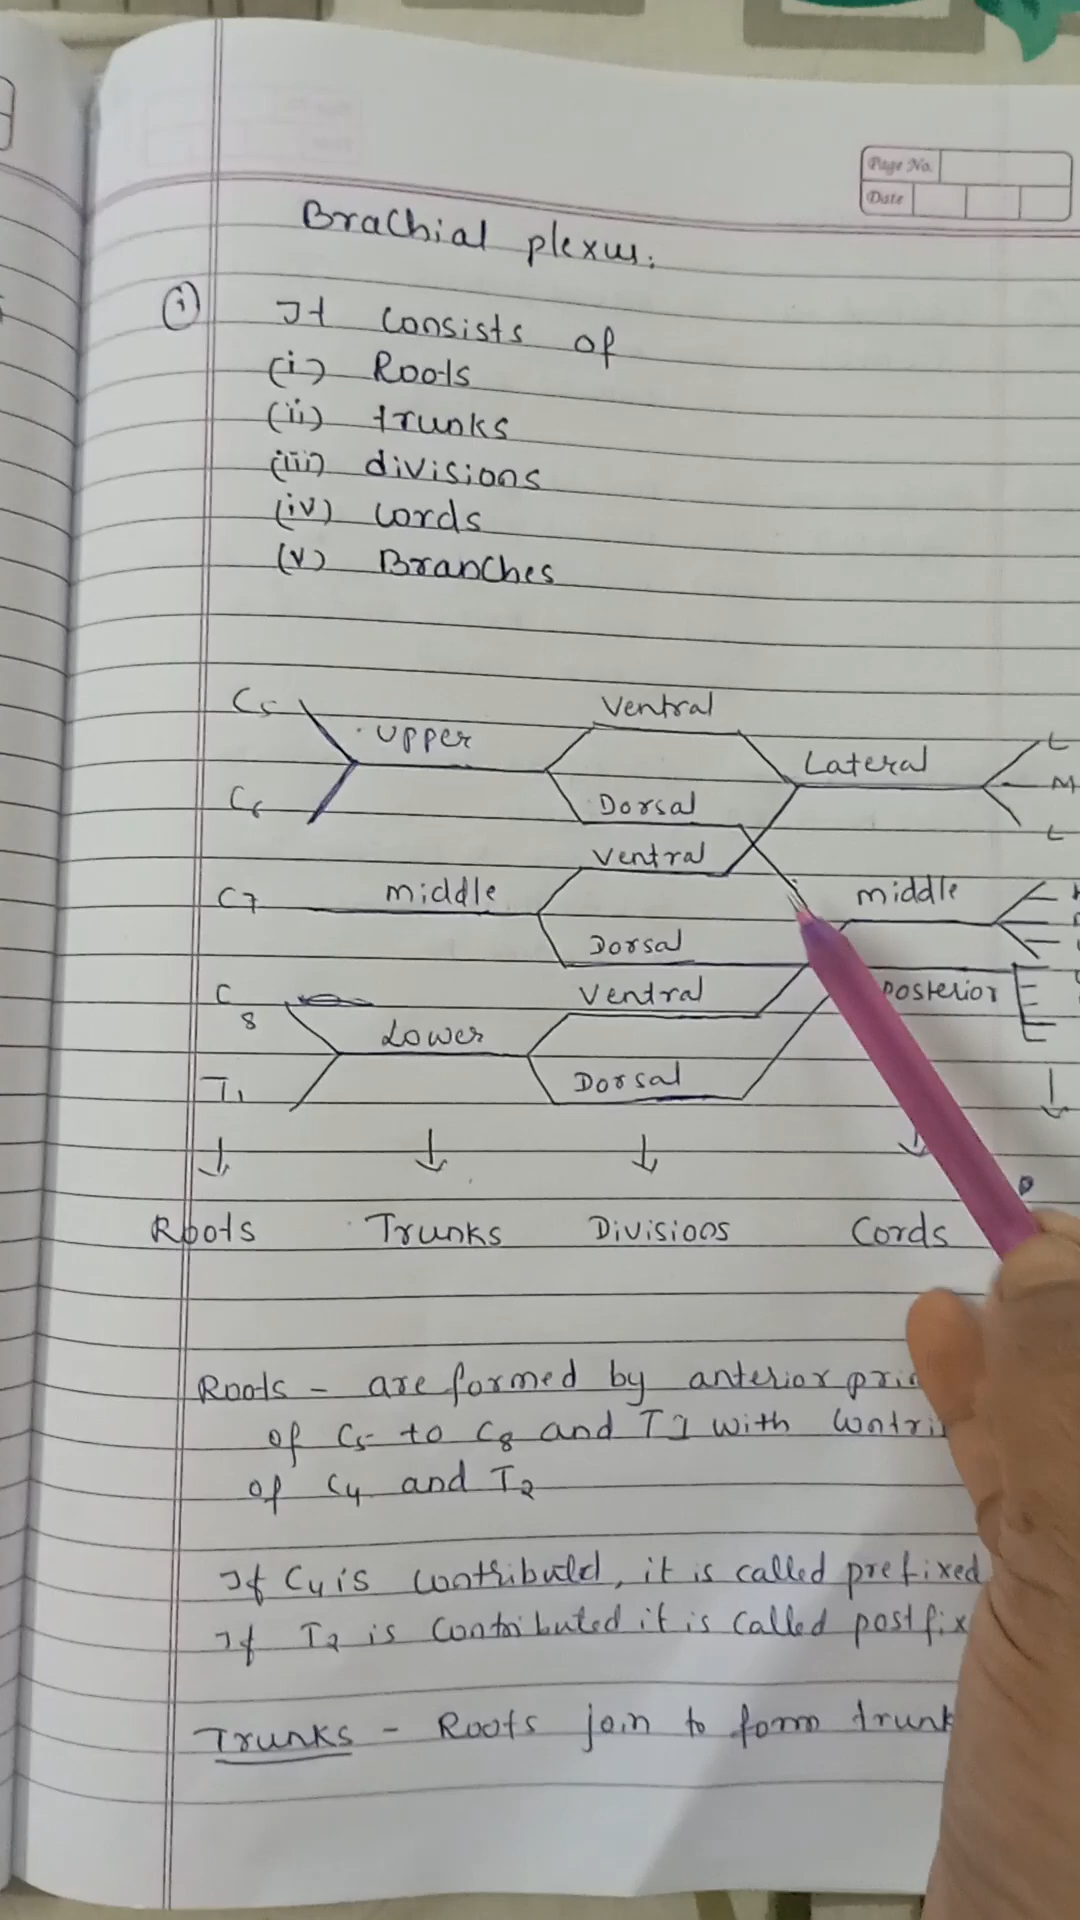 Page No.
Date
Brachial plexus.
(i) It consists of
(i) Roots
(ii) trunks
(iii) divisions
(iv) cords
(v) Branches
C5 Upper Ventral Lateral L
C6 Dorsal M
Ventral L
C7 middle middle
Dorsal
C8 Ventral posterior
Lower
T1 Dorsal
Roots Trunks Divisions Cords
Roots - are formed by anterior
of C5 to C8 and T1 with
of C4 and T2
If C4 is contributed, it is called prefixed
If T2 is contributed it is called postfix
Trunks - Roots join to form trunk